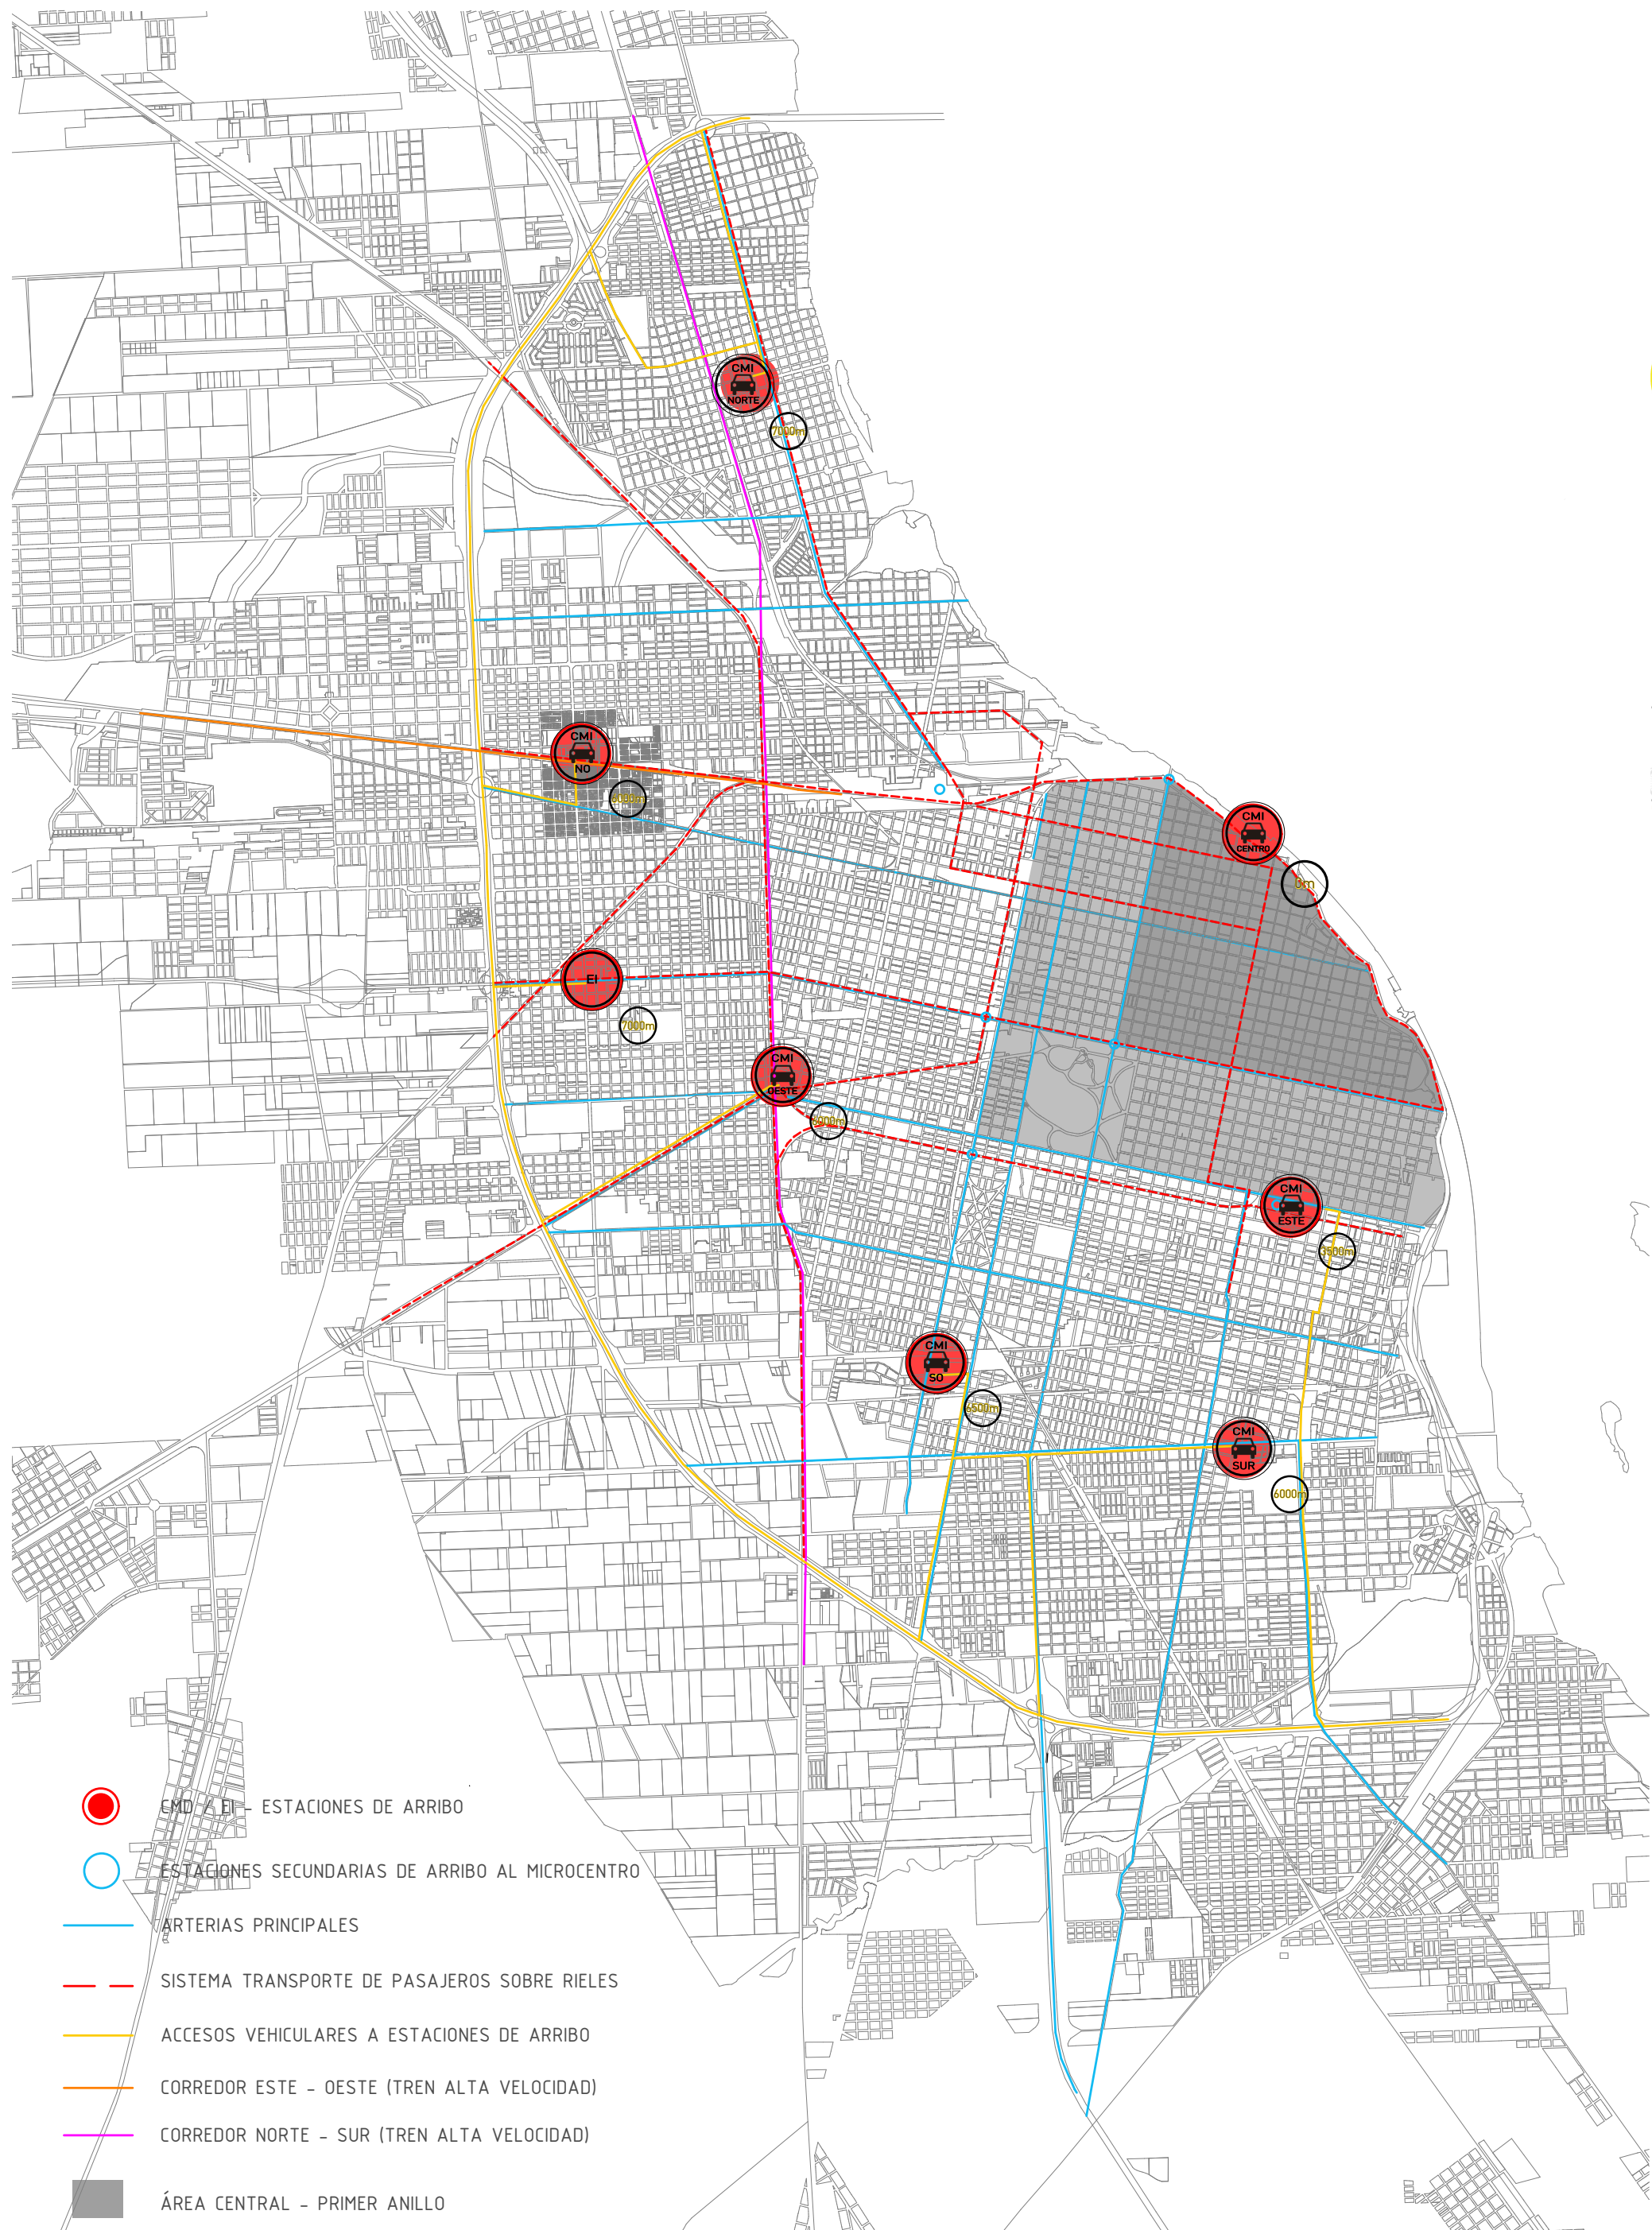 CMI
NORTE
7000m
CMI
NO
6000m
CMI
CENTRO
0m
EI
7000m
CMI
OESTE
5000m
CMI
ESTE
3500m
CMI
SO
6500m
CMI
SUR
6000m
CMD / EI - ESTACIONES DE ARRIBO
ESTACIONES SECUNDARIAS DE ARRIBO AL MICROCENTRO
ARTERIAS PRINCIPALES
SISTEMA TRANSPORTE DE PASAJEROS SOBRE RIELES
ACCESOS VEHICULARES A ESTACIONES DE ARRIBO
CORREDOR ESTE - OESTE (TREN ALTA VELOCIDAD)
CORREDOR NORTE - SUR (TREN ALTA VELOCIDAD)
ÁREA CENTRAL - PRIMER ANILLO